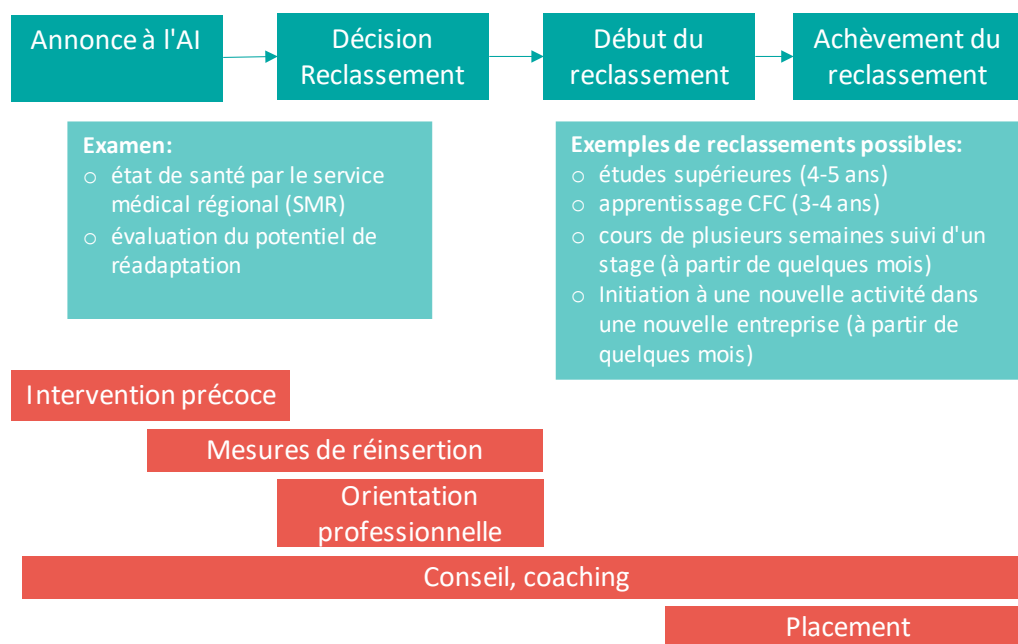 Annonce à l'AI
Décision
Reclassement
Début du
reclassement
Achèvement du
reclassement
Examen:
o état de santé par le service
médical régional (SMR)
o évaluation du potentiel de
réadaptation
Exemples de reclassements possibles:
o études supérieures (4-5 ans)
o apprentissage CFC (3-4 ans)
o cours de plusieurs semaines suivi d'un
stage (à partir de quelques mois)
o Initiation à une nouvelle activité dans
une nouvelle entreprise (à partir de
quelques mois)
Intervention précoce
Mesures de réinsertion
Orientation
professionnelle
Conseil, coaching
Placement